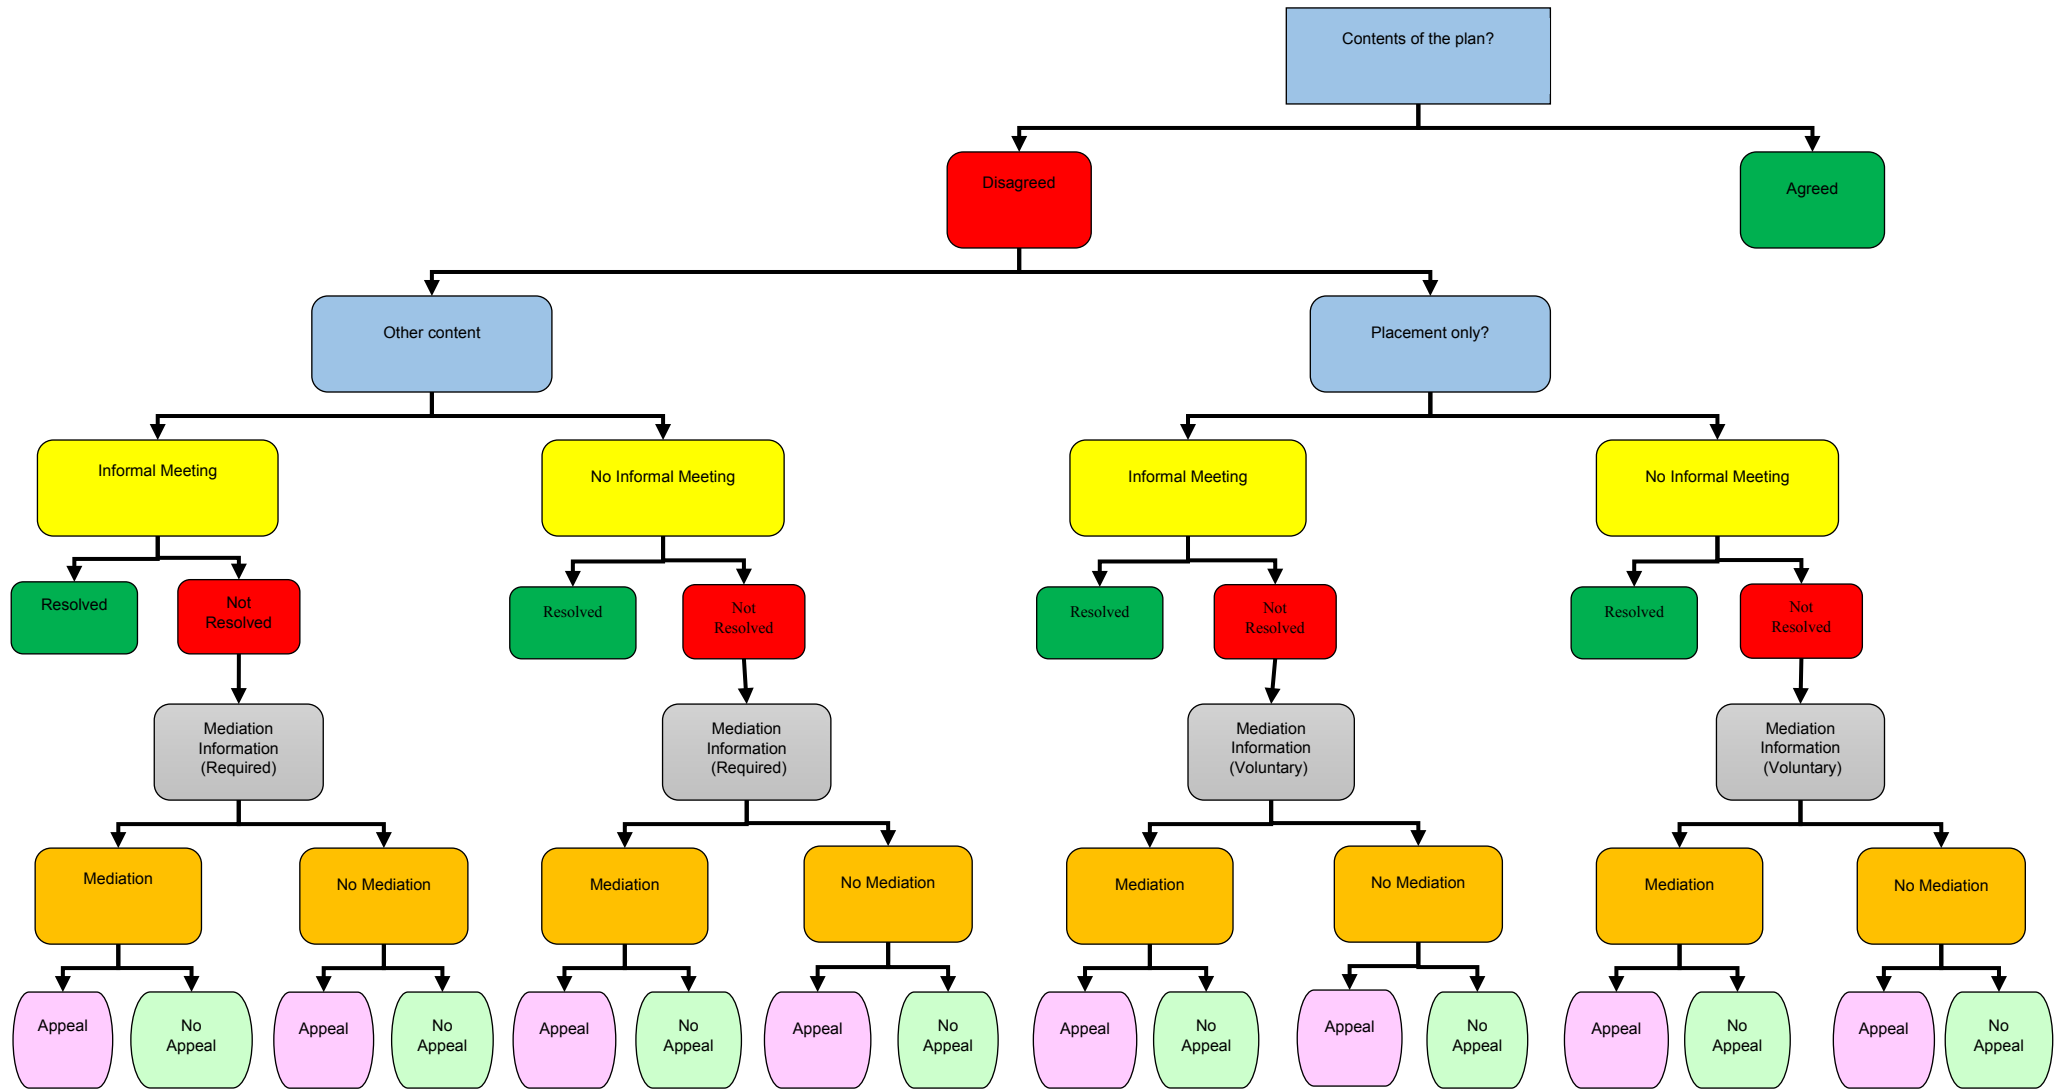 Contents of the plan?
Disagreed
Agreed
Other content
Placement only?
Informal Meeting
No Informal Meeting
Informal Meeting
No Informal Meeting
Resolved
Not
Resolved
Resolved
Not
Resolved
Resolved
Not
Resolved
Resolved
Not
Resolved
Mediation
Information
(Required)
Mediation
Information
(Required)
Mediation
Information
(Voluntary)
Mediation
Information
(Voluntary)
Mediation
No Mediation
Mediation
No Mediation
Mediation
No Mediation
Mediation
No Mediation
Appeal
No
Appeal
Appeal
No
Appeal
Appeal
No
Appeal
Appeal
No
Appeal
Appeal
No
Appeal
Appeal
No
Appeal
Appeal
No
Appeal
Appeal
No
Appeal